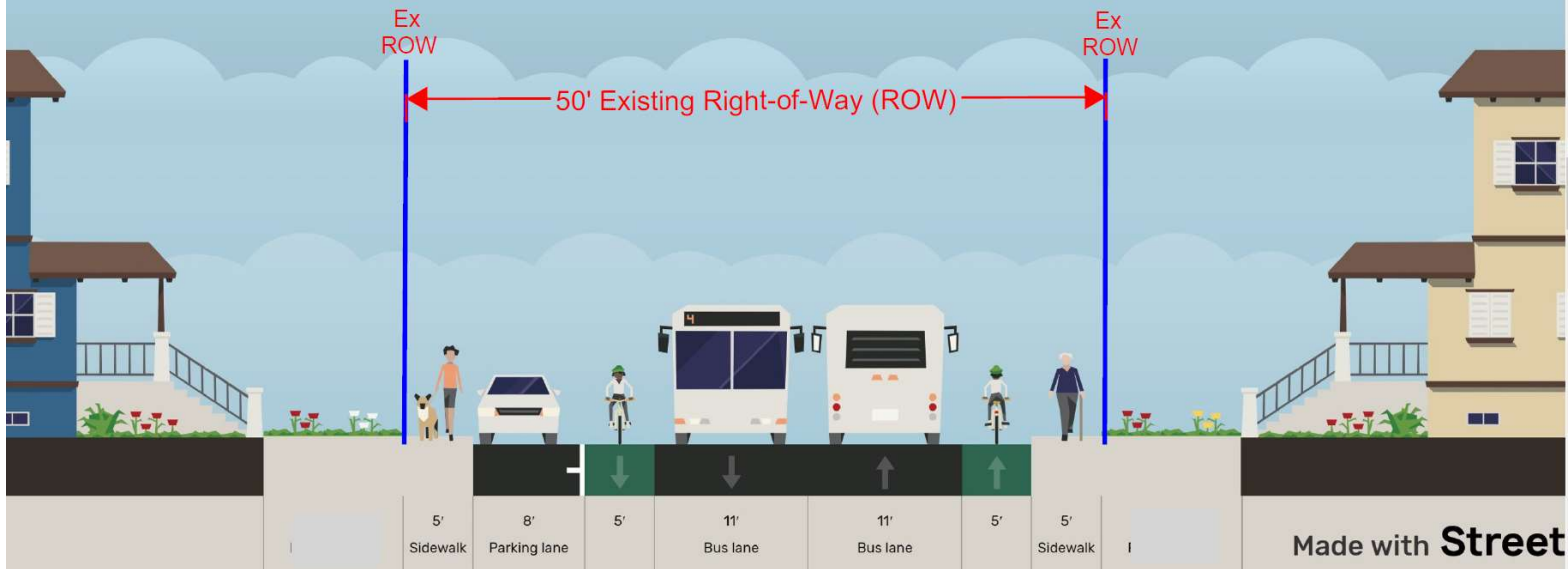 Ex
ROW
Ex
ROW
50' Existing Right-of-Way (ROW)
4
5' 8' 5' 11' 11' 5' 5'
Sidewalk Parking lane Bus lane Bus lane Sidewalk
Made with Street